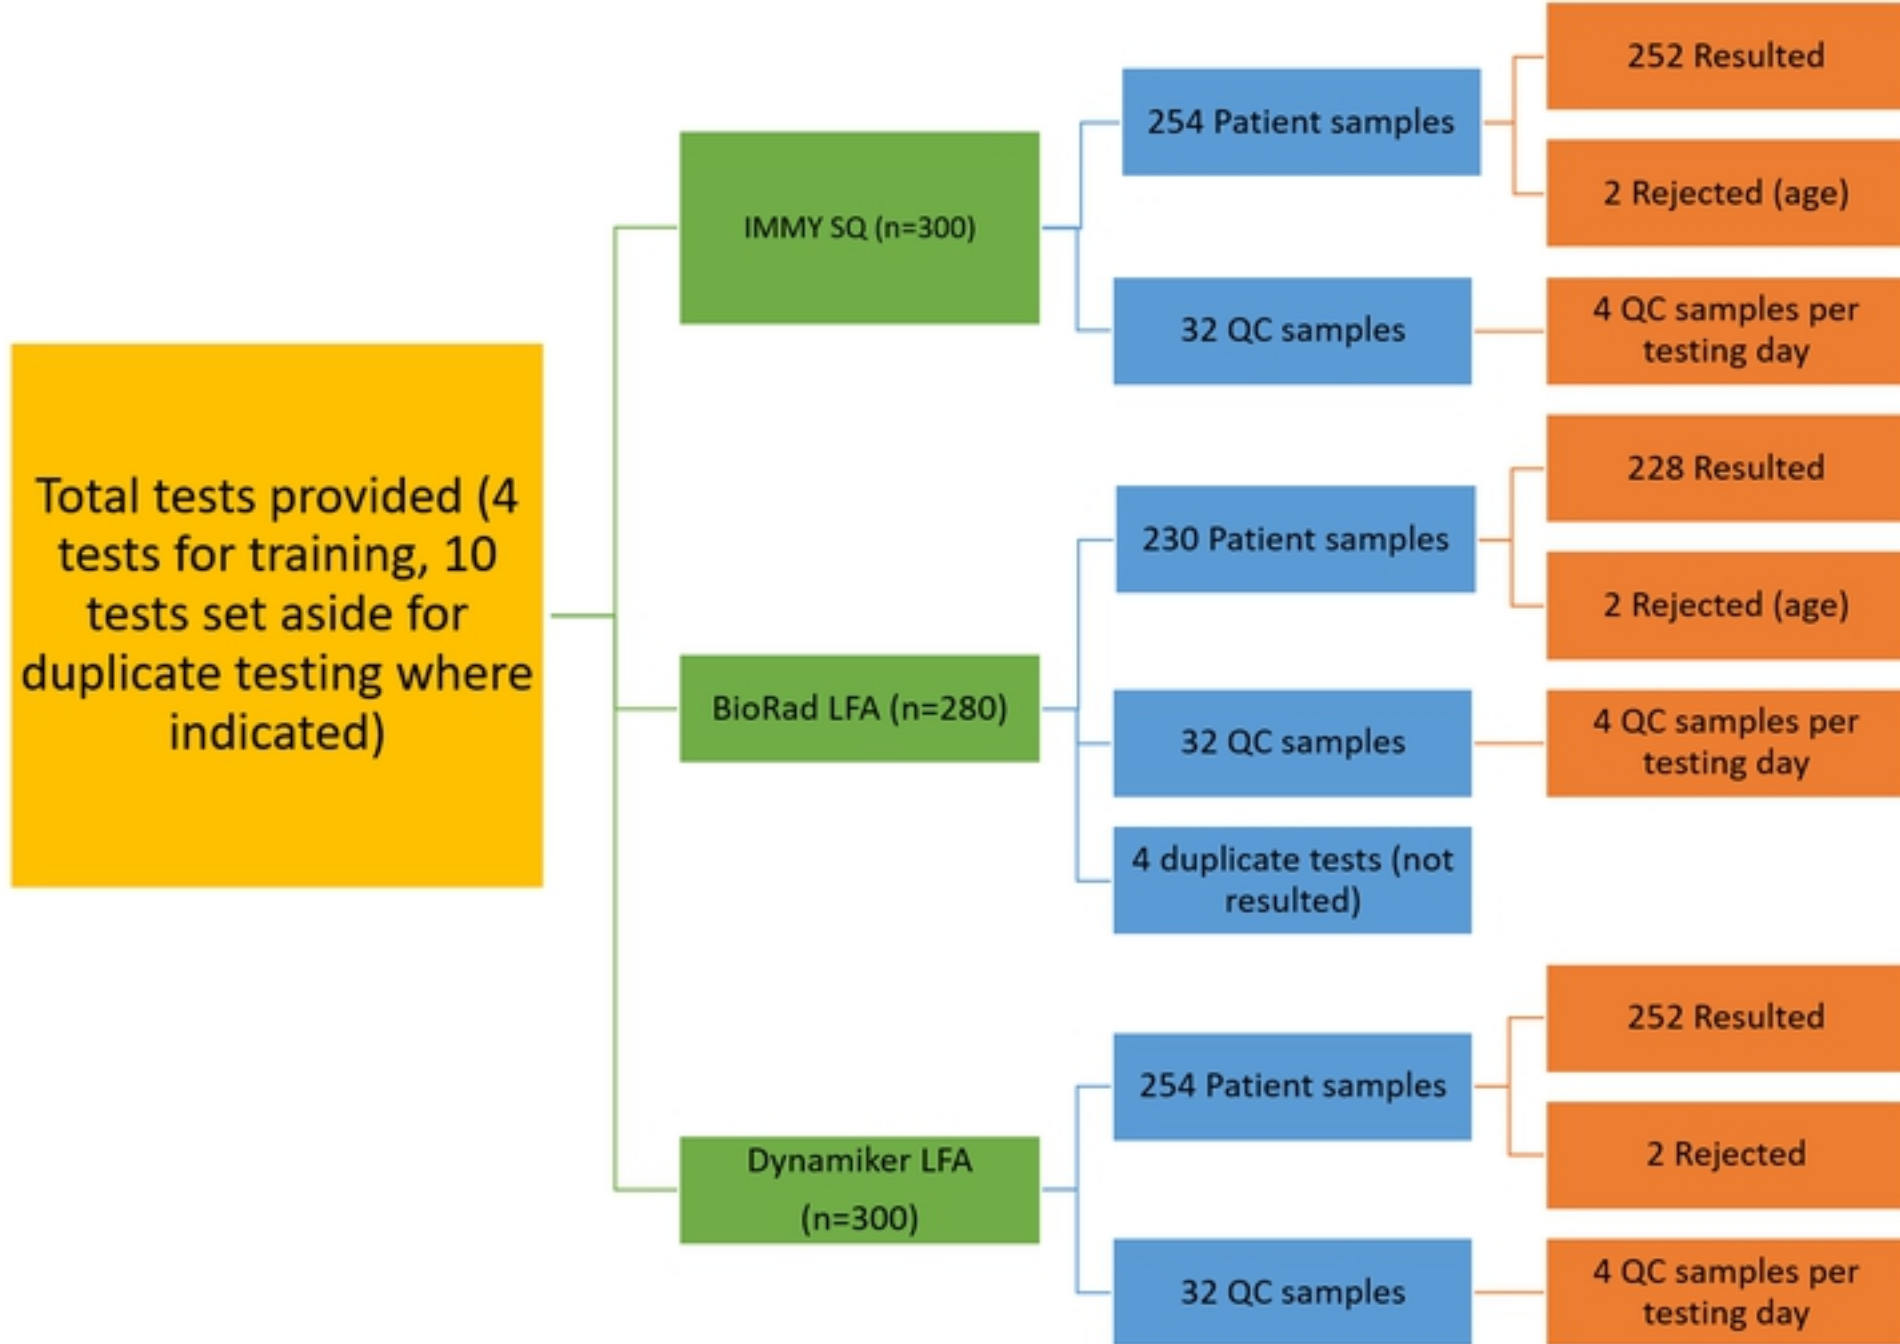 Total tests provided (4
tests for training, 10
tests set aside for
duplicate testing where
indicated)
IMMY SQ (n=300)
254 Patient samples
252 Resulted
2 Rejected (age)
32 QC samples
4 QC samples per
testing day
BioRad LFA (n=280)
230 Patient samples
228 Resulted
2 Rejected (age)
32 QC samples
4 QC samples per
testing day
4 duplicate tests (not
resulted)
Dynamiker LFA
(n=300)
254 Patient samples
252 Resulted
2 Rejected
32 QC samples
4 QC samples per
testing day